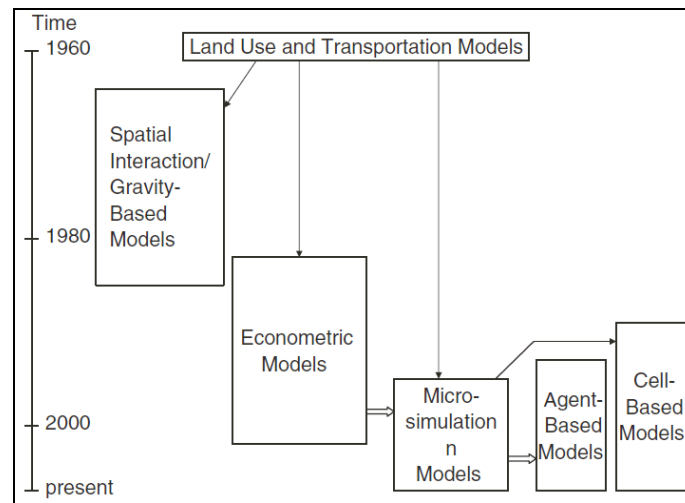 Time
1960
Land Use and Transportation Models
Spatial
Interaction/
Gravity-
Based
Models
1980
Econometric
Models
Micro-
simulatio
n
Models
Agent-
Based
Models
Cell-
Based
Models
2000
present